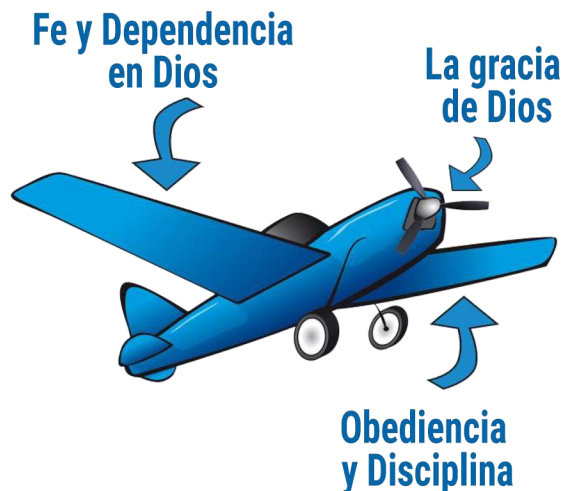 Fe y Dependencia
en Dios
La gracia
de Dios
Obediencia
y Disciplina